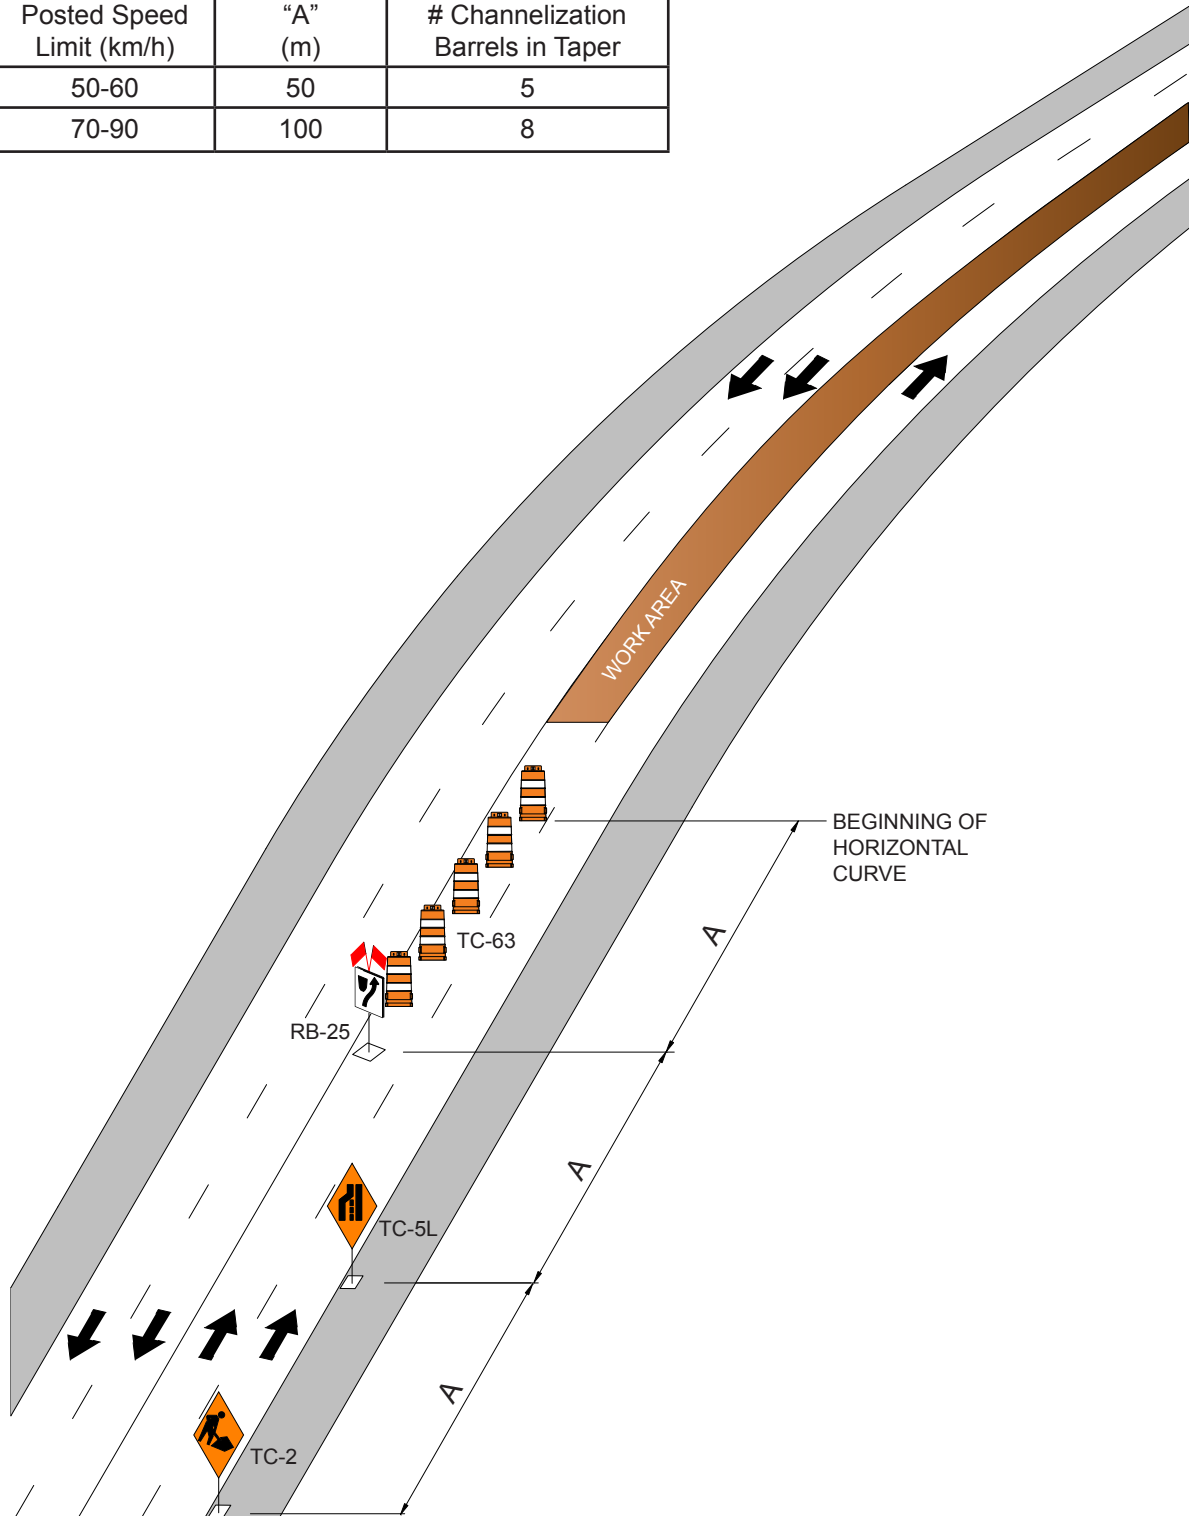 Posted Speed Limit (km/h)
“A” (m)
# Channelization Barrels in Taper
50-60
50
5
70-90
100
8
WORK AREA
BEGINNING OF
HORIZONTAL
CURVE
A
TC-63
RB-25
A
TC-5L
A
TC-2